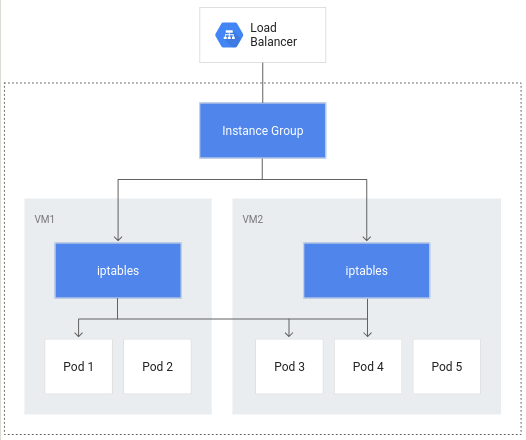 Load
Balancer
Instance Group
VM1
VM2
iptables
iptables
Pod 1
Pod 2
Pod 3
Pod 4
Pod 5